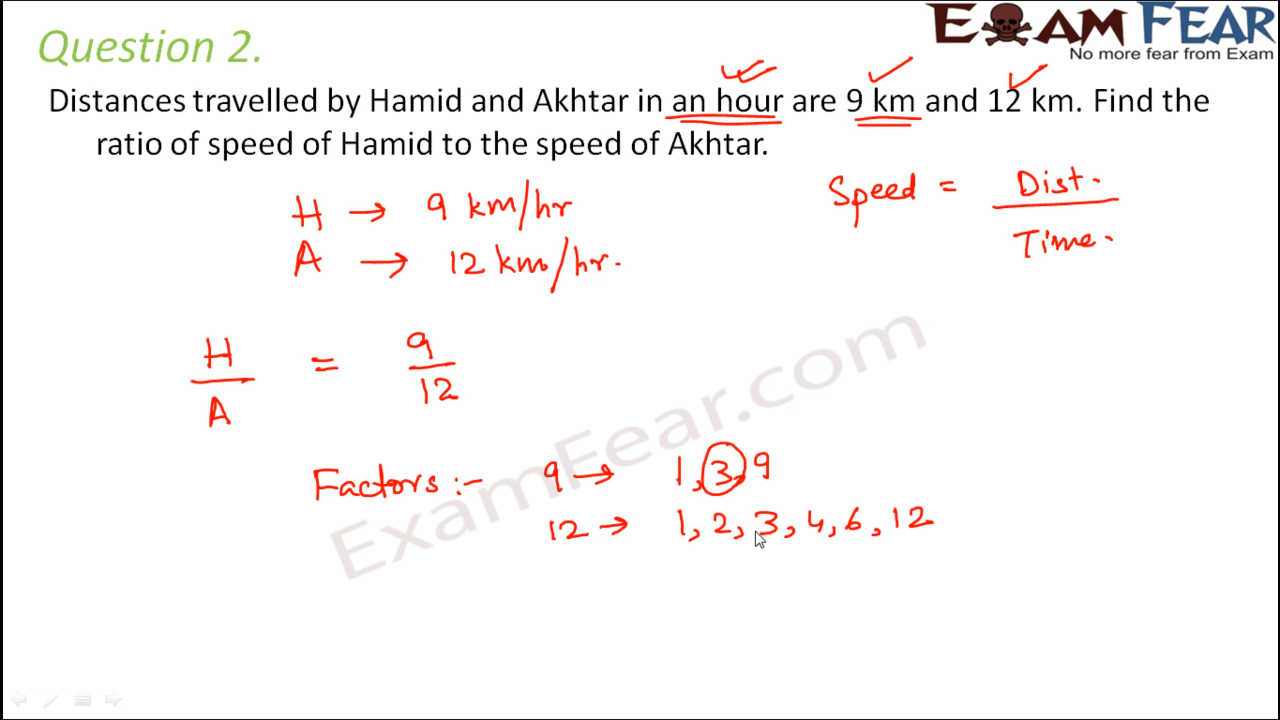 Question 2.
EXAM FEAR
No more fear from Exam
Distances travelled by Hamid and Akhtar in an hour are 9 km and 12 km. Find the
ratio of speed of Hamid to the speed of Akhtar.
H → 9 km/hr
A → 12 km/hr.
Speed = Dist.
Time.
H = 9
A 12
Factors :- 9 → 1, 3, 9
12 → 1, 2, 3, 4, 6, 12
ExamFear.com